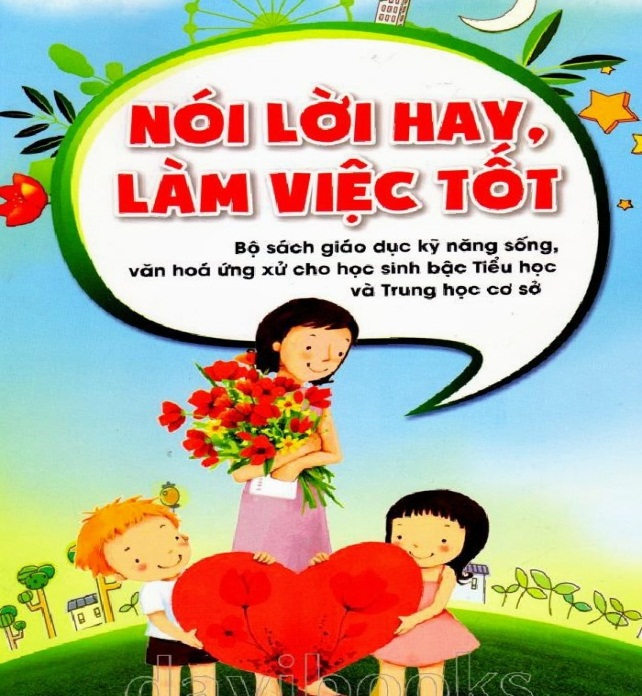 NÓI LỜI HAY,
LÀM VIỆC TỐT
Bộ sách giáo dục kỹ năng sống,
văn hoá ứng xử cho học sinh bậc Tiểu học
và Trung học cơ sở
davibooks